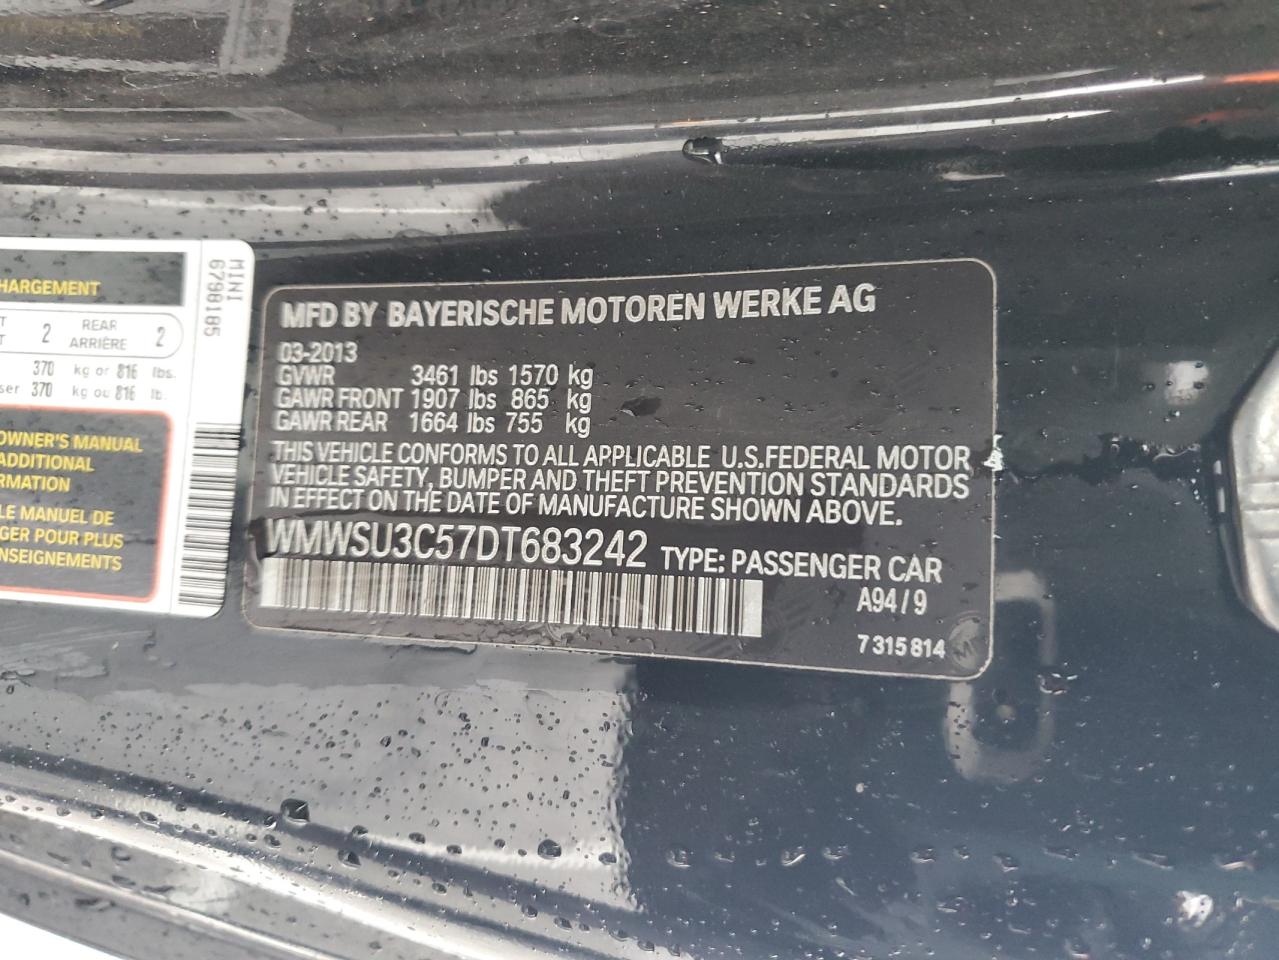 HARGEMENT
2 REAR ARRIÈRE 2
370 kg or 816 lbs.
370 kg ou 816 lb.
OWNER'S MANUAL
ADDITIONAL
RMATION
LE MANUEL DE
GER POUR PLUS
ENSEIGNEMENTS
MINI
6798185
MFD BY BAYERISCHE MOTOREN WERKE AG
03-2013
GVWR 3461 lbs 1570 kg
GAWR FRONT 1907 lbs 865 kg
GAWR REAR 1664 lbs 755 kg
THIS VEHICLE CONFORMS TO ALL APPLICABLE U.S.FEDERAL MOTOR
VEHICLE SAFETY, BUMPER AND THEFT PREVENTION STANDARDS
IN EFFECT ON THE DATE OF MANUFACTURE SHOWN ABOVE.
WMWSU3C57DT683242 TYPE: PASSENGER CAR
A94/9
7 315 814